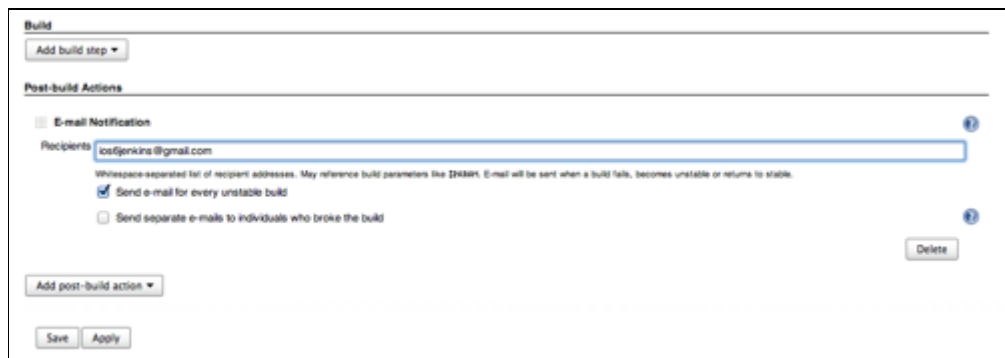 Build
Add build step
Post-build Actions
E-mail Notification
Recipients ios6jenkins@gmail.com
Whitespace-separated list of recipient addresses. May reference build parameters like $PARAM. E-mail will be sent when a build fails, becomes unstable or returns to stable.
Send e-mail for every unstable build
Send separate e-mails to individuals who broke the build
Delete
Add post-build action
Save Apply